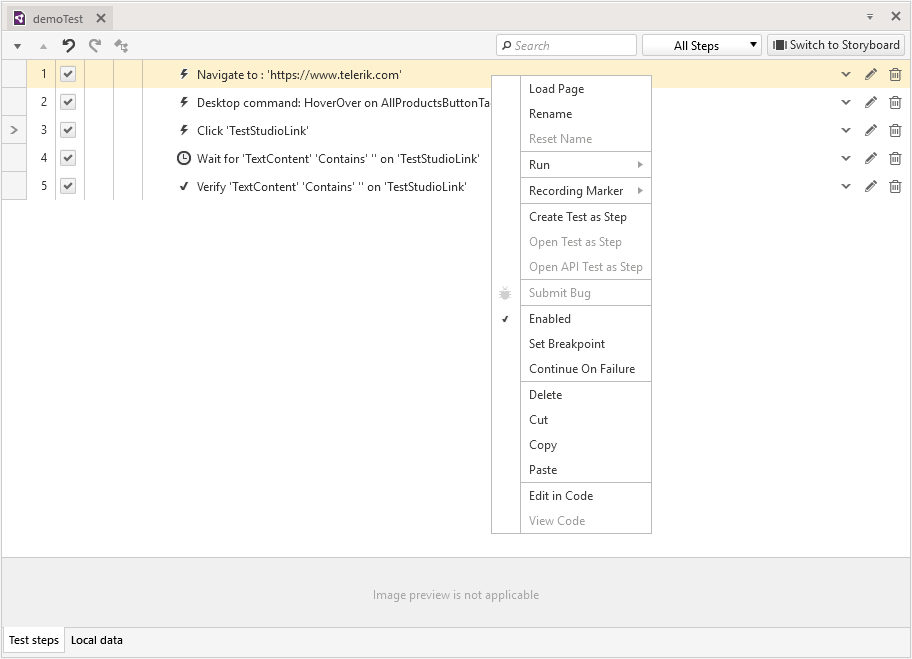 demoTest
Search
All Steps
Switch to Storyboard
1 Navigate to : 'https://www.telerik.com'
2 Desktop command: HoverOver on AllProductsButtonTa
3 Click 'TestStudioLink'
4 Wait for 'TextContent' 'Contains' '' on 'TestStudioLink'
5 Verify 'TextContent' 'Contains' '' on 'TestStudioLink'
Load Page
Rename
Reset Name
Run
Recording Marker
Create Test as Step
Open Test as Step
Open API Test as Step
Submit Bug
Enabled
Set Breakpoint
Continue On Failure
Delete
Cut
Copy
Paste
Edit in Code
View Code
Image preview is not applicable
Test steps
Local data